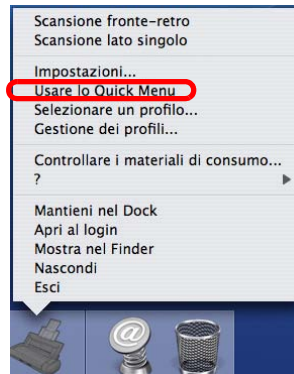 Scansione fronte-retro
Scansione lato singolo
Impostazioni...
Usare lo Quick Menu
Selezionare un profilo...
Gestione dei profili...
Controllare i materiali di consumo...
?
Mantieni nel Dock
Apri al login
Mostra nel Finder
Nascondi
Esci
@